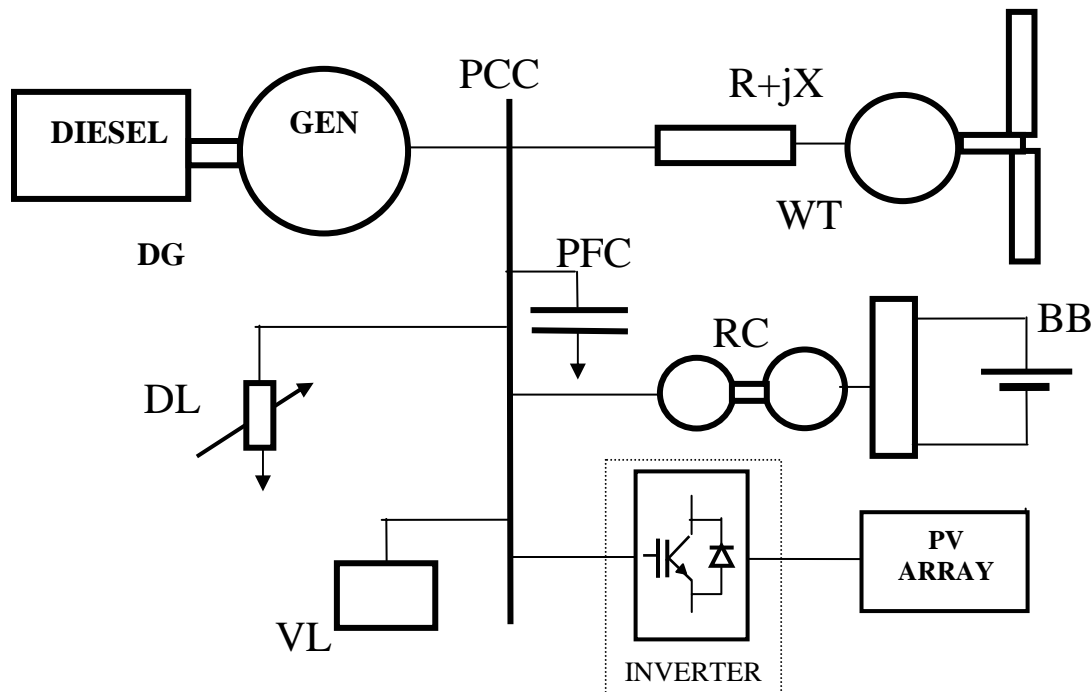 PCC
R+jX
DIESEL
GEN
WT
DG
PFC
RC
BB
DL
PV
ARRAY
VL
INVERTER